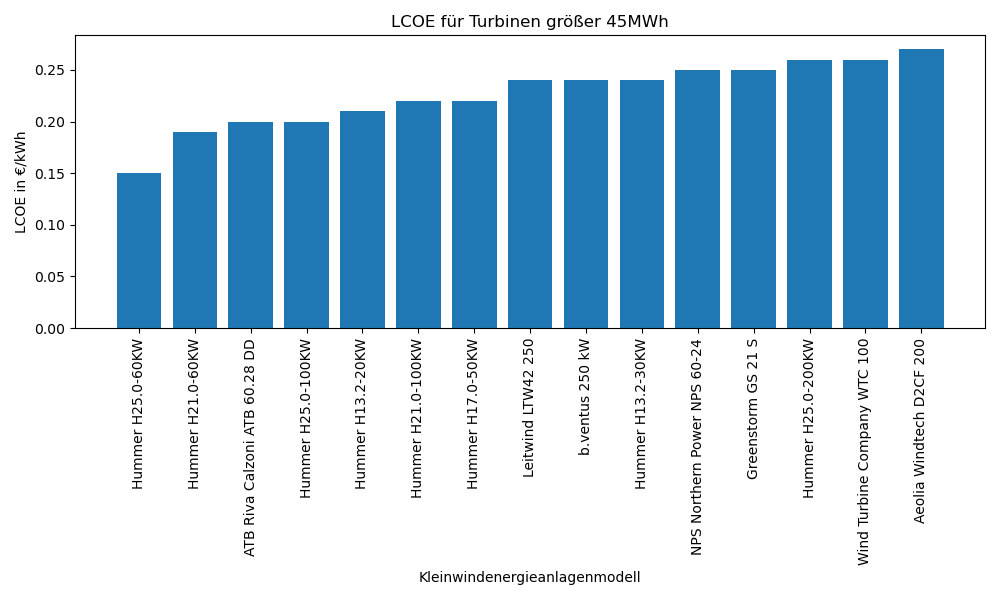 LCOE für Turbinen größer 45MWh
LCOE in €/kWh
0.25
0.20
0.15
0.10
0.05
0.00
Hummer H25.0-60KW
Hummer H21.0-60KW
ATB Riva Calzoni ATB 60.28 DD
Hummer H25.0-100KW
Hummer H13.2-20KW
Hummer H21.0-100KW
Hummer H17.0-50KW
Leitwind LTW42 250
b.ventus 250 kW
Hummer H13.2-30KW
NPS Northern Power NPS 60-24
Greenstorm GS 21 S
Hummer H25.0-200KW
Wind Turbine Company WTC 100
Aeolia Windtech D2CF 200
Kleinwindenergieanlagenmodell